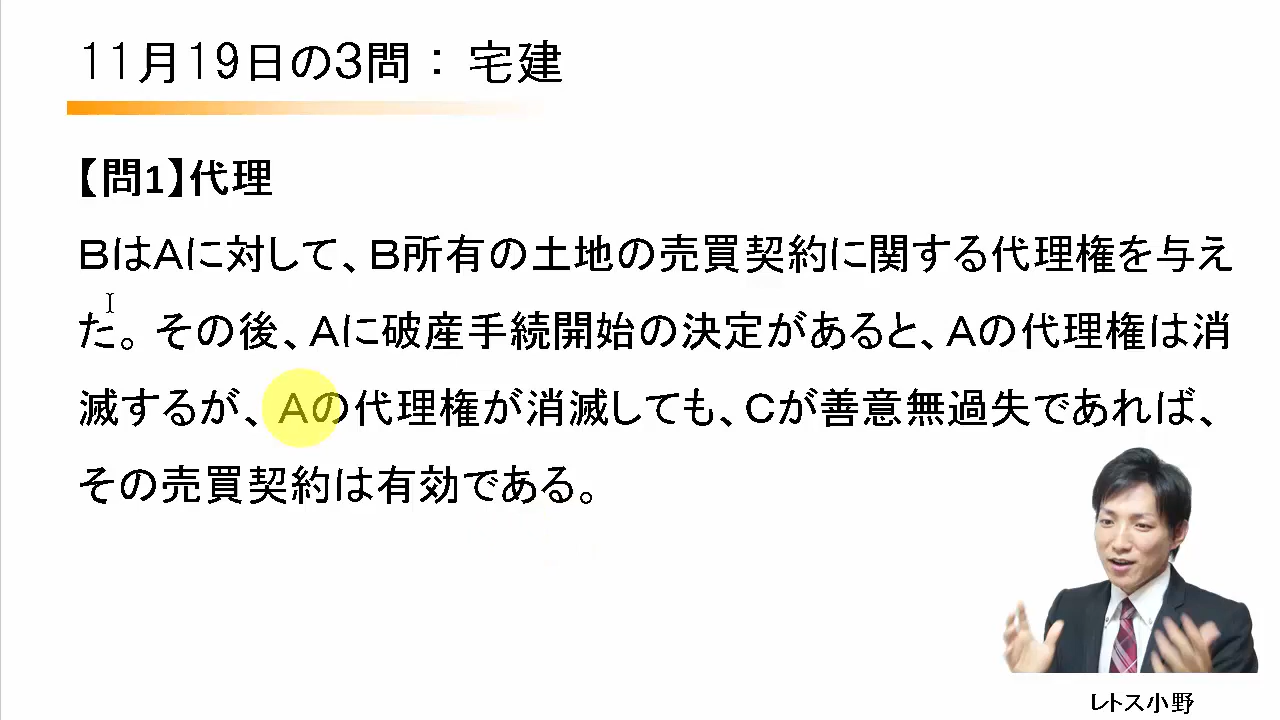 11月19日の3問：宅建
【問1】代理
BはAに対して、B所有の土地の売買契約に関する代理権を与え
た。その後、Aに破産手続開始の決定があると、Aの代理権は消
滅するが、Aの代理権が消滅しても、Cが善意無過失であれば、
その売買契約は有効である。
レトス小野